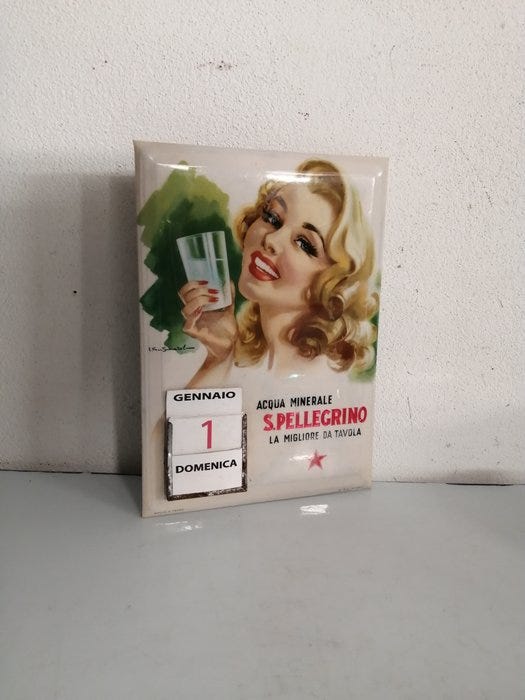 GENNAIO
1
DOMENICA
ACQUA MINERALE
S.PELLEGRINO
LA MIGLIORE DA TAVOLA